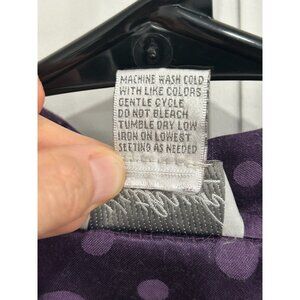 MACHINE WASH COLD
WITH LIKE COLORS
GENTLE CYCLE
DO NOT BLEACH
TUMBLE DRY LOW
IRON ON LOWEST
SETTING AS NEEDED